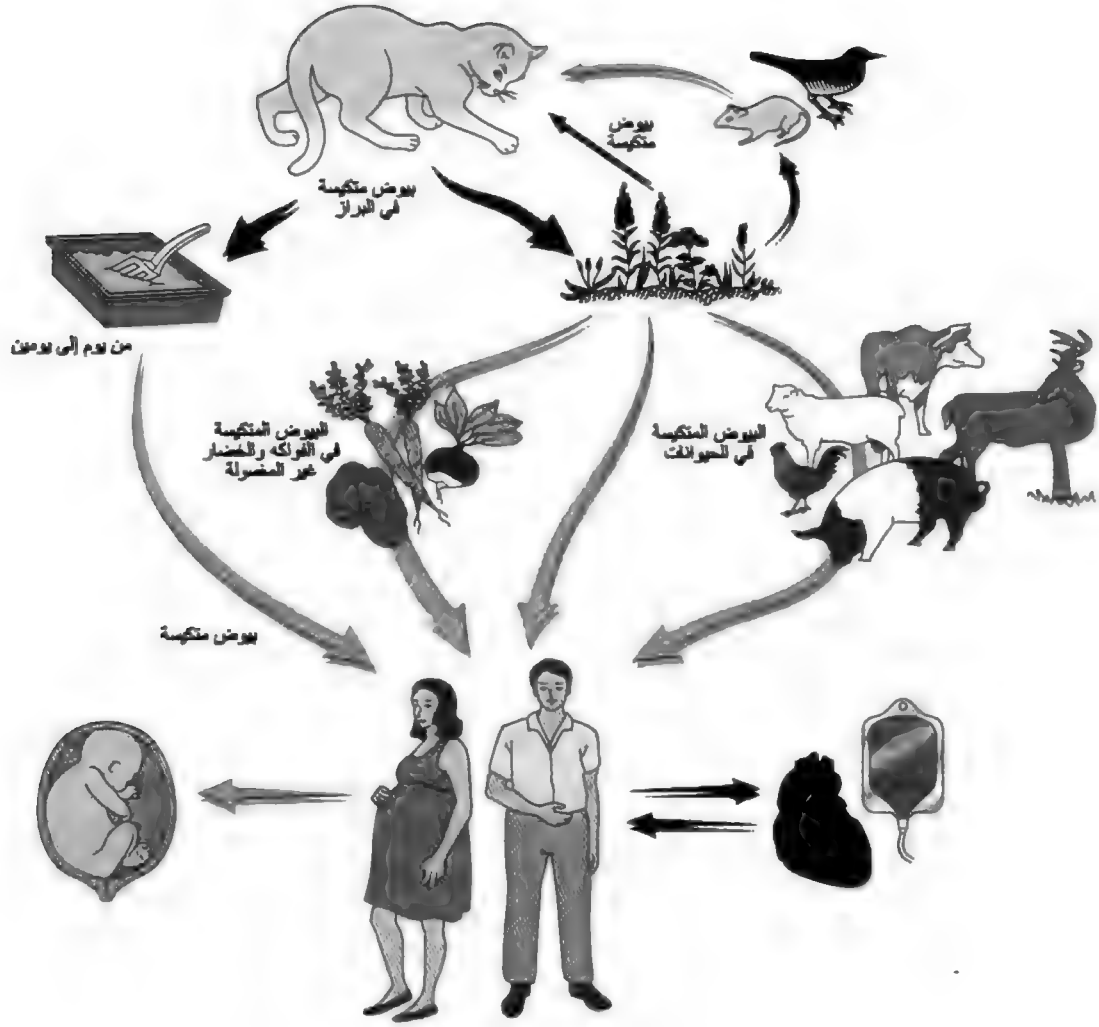 بيوض
متكيسة
بيوض متكيسة
في البراز
من يوم إلى يومين
البيوض المتكيسة
في الفواكه والخضار
غير المغسولة
البيوض المتكيسة
في الحيوانات
بيوض متكيسة